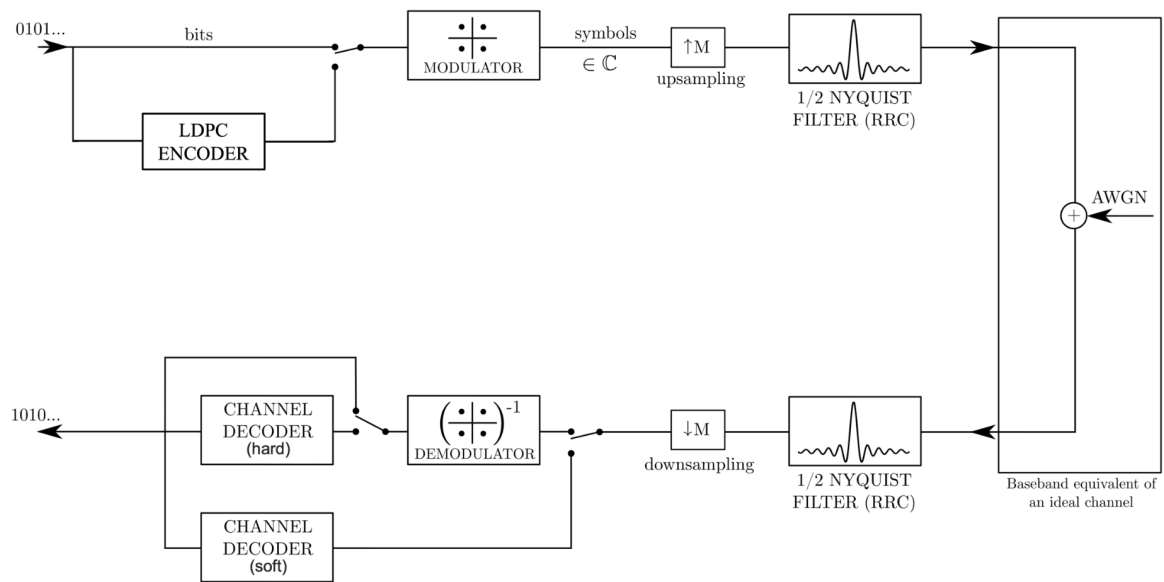 0101...
bits
MODULATOR
symbols
∈ ℂ
↑M
upsampling
1/2 NYQUIST
FILTER (RRC)
LDPC
ENCODER
AWGN
+
1010...
CHANNEL
DECODER
(hard)
( )-1
DEMODULATOR
↓M
downsampling
1/2 NYQUIST
FILTER (RRC)
Baseband equivalent of
an ideal channel
CHANNEL
DECODER
(soft)